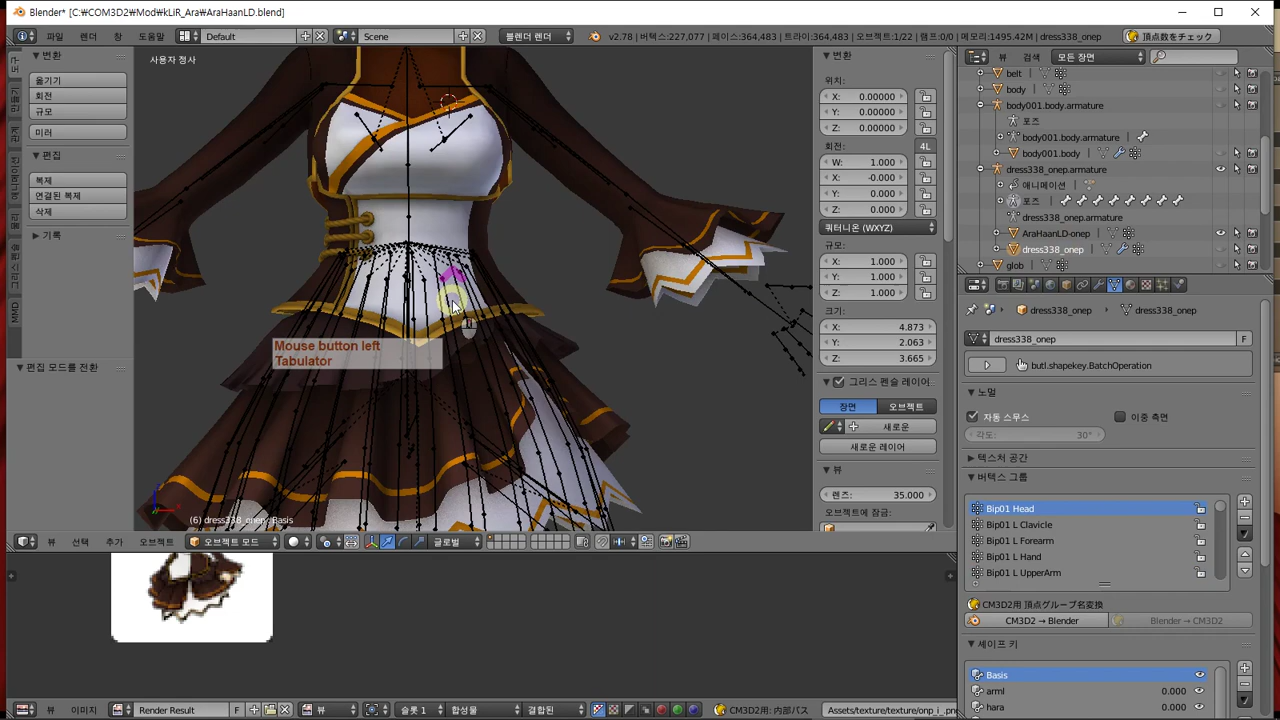 Blender* [C:₩COM3D2₩Mod₩kLiR_Ara₩AraHaanLD.blend]
파일 렌더 창 도움말 Default Scene 블렌더 렌더 v2.78 | 버텍스:227,077 | 페이스:364,483 | 트라이:364,483 | 오브젝트:1/22 | 램프:0/0 | 메모리:1495.42M | dress338_onep 頂点数をチェック
변환
옮기기
회전
규모
미러
편집
복제
연결된 복제
삭제
기록
편집 모드를 전환
MMD
사용자 정사
Mouse button left
Tabulator
(6) dress338_onep : Basis
변환
위치:
X: 0.00000
Y: 0.00000
Z: 0.00000
회전: 4L
W: 1.000
X: -0.000
Y: 0.000
Z: 0.000
쿼터니온 (WXYZ)
규모:
X: 1.000
Y: 1.000
Z: 1.000
크기:
X: 4.873
Y: 2.063
Z: 3.665
그리스 펜슬 레이어
장면 오브젝트
새로운
새로운 레이어
뷰
렌즈: 35.000
오브젝트에 잠금:
뷰 검색 모든 장면
belt
body
body001.body.armature
포즈
body001.body.armature
body001.body
dress338_onep.armature
애니메이션
포즈
dress338_onep.armature
AraHaanLD-onep
dress338_onep
glob
dress338_onep dress338_onep
dress338_onep F
butl.shapekey.BatchOperation
노멀
자동 스무스 이중 측면
각도: 30°
텍스처 공간
버텍스 그룹
Bip01 Head
Bip01 L Clavicle
Bip01 L Forearm
Bip01 L Hand
Bip01 L UpperArm
CM3D2用 頂点グループ名変換
CM3D2 → Blender Blender → CM3D2
셰이프 키
Basis
arml 0.000
hara 0.000
뷰 선택 추가 오브젝트 오브젝트 모드 글로벌
뷰 이미지 Render Result F 뷰 슬롯 1 합성물 결합된 CM3D2用: 内部パス Assets/texture/texture/onp_i_.png